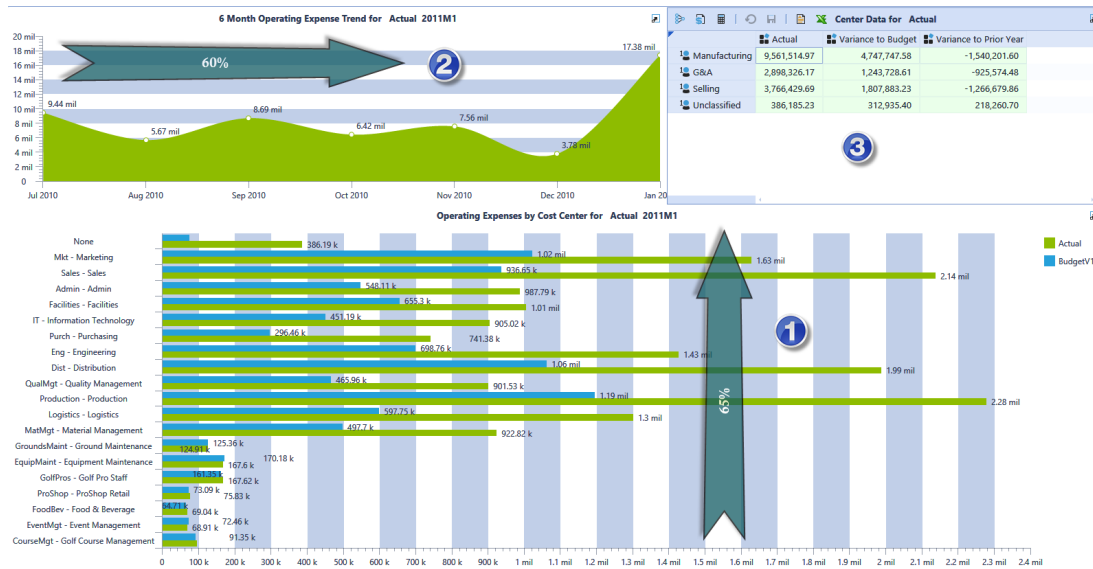 6 Month Operating Expense Trend for Actual 2011M1
20 mil
18 mil
16 mil
14 mil
12 mil
10 mil
8 mil
6 mil
4 mil
2 mil
0
60%
2
9.44 mil
5.67 mil
8.69 mil
6.42 mil
7.56 mil
3.78 mil
17.38 mil
Jul 2010
Aug 2010
Sep 2010
Oct 2010
Nov 2010
Dec 2010
Jan 20
Center Data for Actual
Actual Variance to Budget Variance to Prior Year
Manufacturing 9,561,514.97 4,747,747.58 -1,540,201.60
G&A 2,898,326.17 1,243,728.61 -925,574.48
Selling 3,766,429.69 1,807,883.23 -1,266,679.86
Unclassified 386,185.23 312,935.40 218,260.70
3
Operating Expenses by Cost Center for Actual 2011M1
None 386.19 k
Mkt - Marketing 1.02 mil 1.63 mil
Sales - Sales 936.65 k 2.14 mil
Admin - Admin 548.11 k 987.79 k
Facilities - Facilities 655.3 k 1.01 mil
IT - Information Technology 451.19 k 905.02 k
Purch - Purchasing 296.46 k 741.38 k
Eng - Engineering 698.76 k 1.43 mil
Dist - Distribution 1.06 mil 1.99 mil
QualMgt - Quality Management 465.96 k 901.53 k
Production - Production 1.19 mil 2.28 mil
Logistics - Logistics 597.75 k 1.3 mil
MatMgt - Material Management 497.7 k 922.82 k
GroundsMaint - Ground Maintenance 125.36 k 124.91 k
EquipMaint - Equipment Maintenance 170.18 k 167.6 k
GolfPros - Golf Pro Staff 161.35 k 167.62 k
ProShop - ProShop Retail 73.09 k 75.83 k
FoodBev - Food & Beverage 64.71 k 69.04 k
EventMgt - Event Management 72.46 k 68.91 k
CourseMgt - Golf Course Management 91.35 k
0 100 k 200 k 300 k 400 k 500 k 600 k 700 k 800 k 900 k 1 mil 1.1 mil 1.2 mil 1.3 mil 1.4 mil 1.5 mil 1.6 mil 1.7 mil 1.8 mil 1.9 mil 2 mil 2.1 mil 2.2 mil 2.3 mil 2.4 mil
65%
1
Actual
BudgetV1